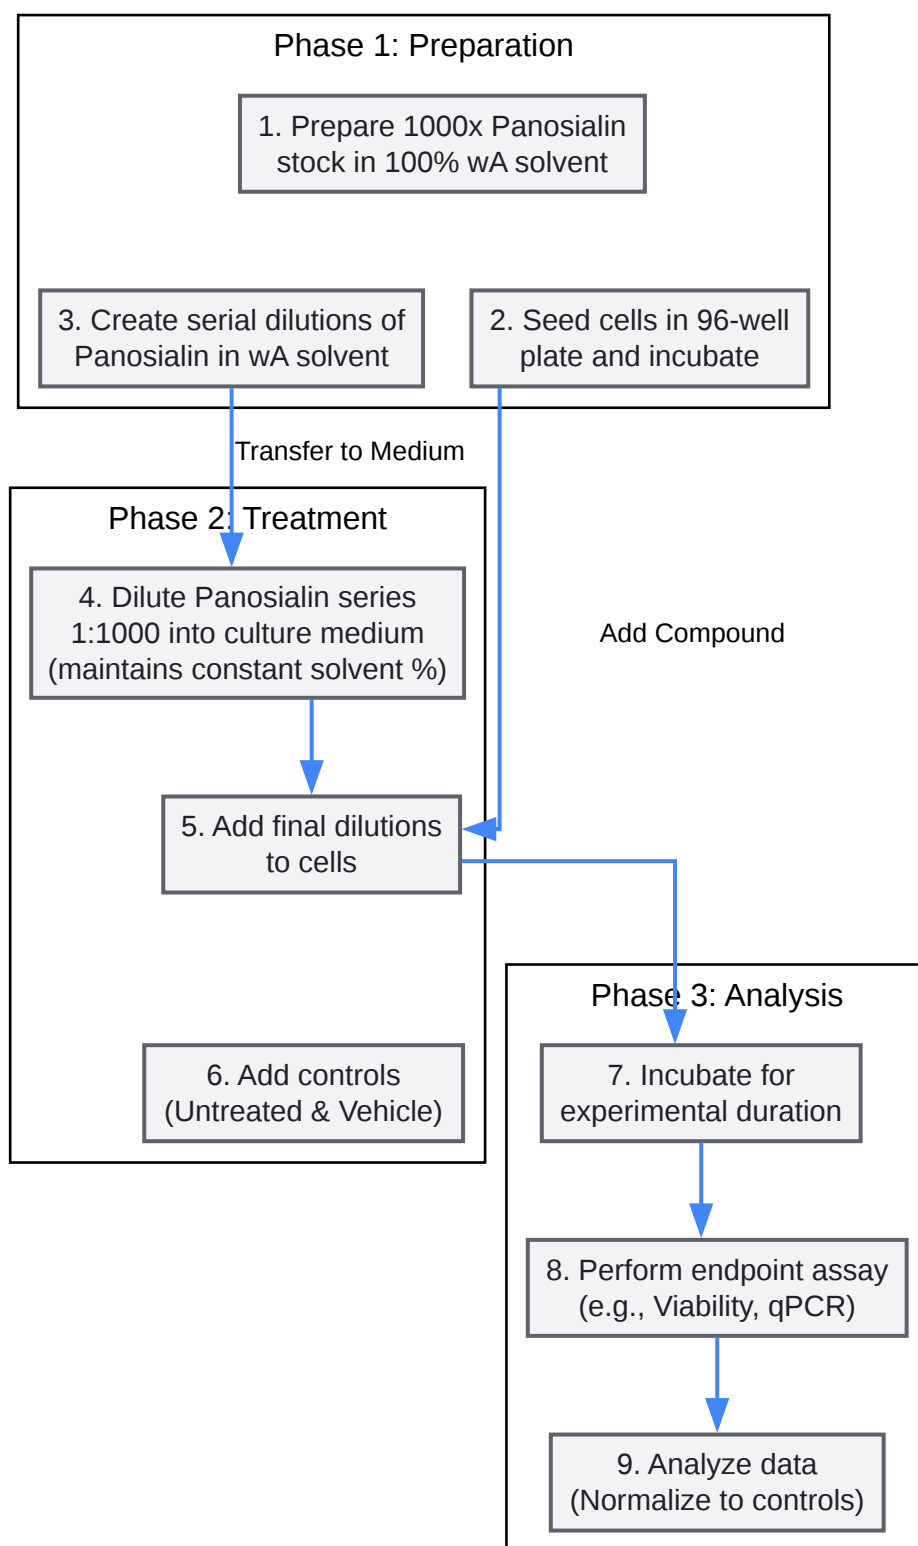 Phase 1: Preparation
1. Prepare 1000x Panosialin
stock in 100% wA solvent
3. Create serial dilutions of
Panosialin in wA solvent
2. Seed cells in 96-well
plate and incubate
Transfer to Medium
Phase 2: Treatment
4. Dilute Panosialin series
1:1000 into culture medium
(maintains constant solvent %)
Add Compound
5. Add final dilutions
to cells
6. Add controls
(Untreated & Vehicle)
Phase 3: Analysis
7. Incubate for
experimental duration
8. Perform endpoint assay
(e.g., Viability, qPCR)
9. Analyze data
(Normalize to controls)